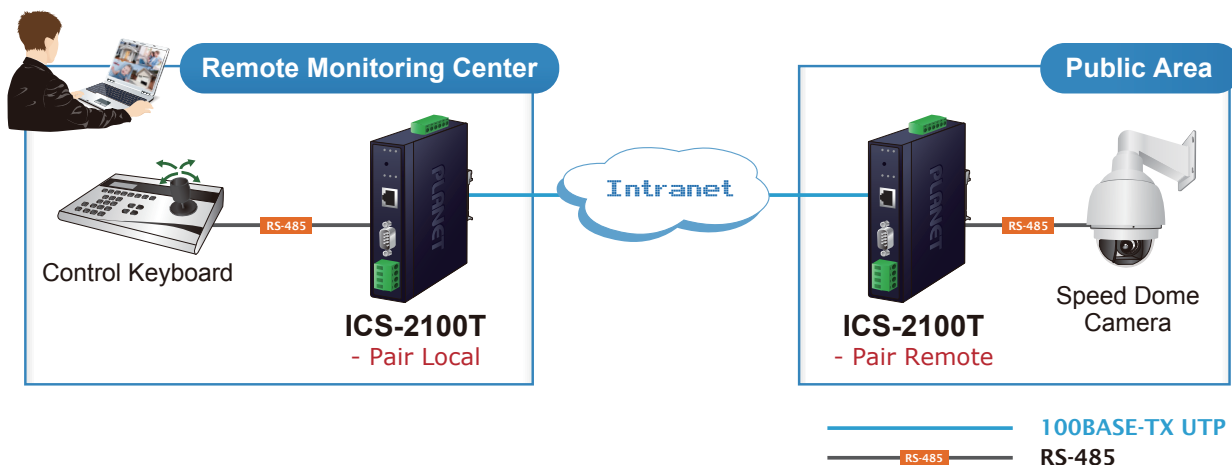 Remote Monitoring Center
Public Area
PLANET
Intranet
PLANET
RS-485
RS-485
Control Keyboard
Speed Dome
Camera
ICS-2100T
- Pair Local
ICS-2100T
- Pair Remote
100BASE-TX UTP
RS-485
RS-485